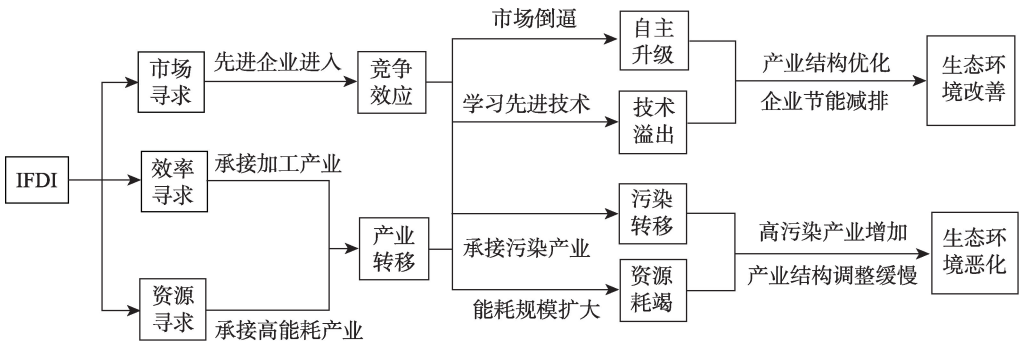 IFDI
市场
寻求
效率
寻求
资源
寻求
先进企业进入
承接加工产业
承接高能耗产业
竞争
效应
产业
转移
市场倒逼
学习先进技术
承接污染产业
能耗规模扩大
自主
升级
技术
溢出
污染
转移
资源
耗竭
产业结构优化
企业节能减排
高污染产业增加
产业结构调整缓慢
生态环
境改善
生态环
境恶化